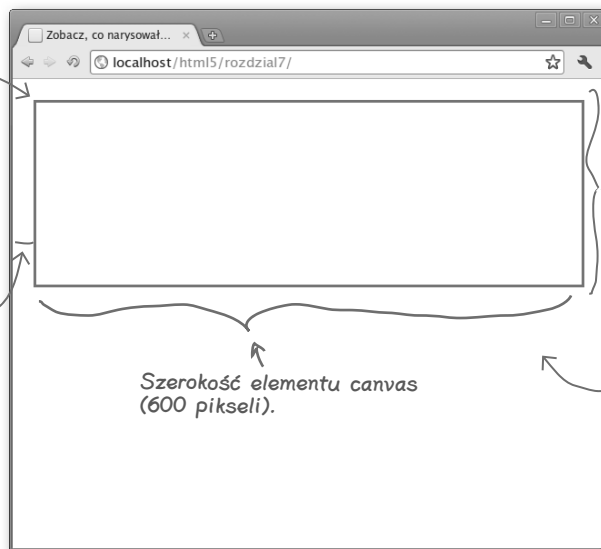 Zobacz, co narysował...
localhost/html5/rozdzial7/
Szerokość elementu canvas
(600 pikseli).